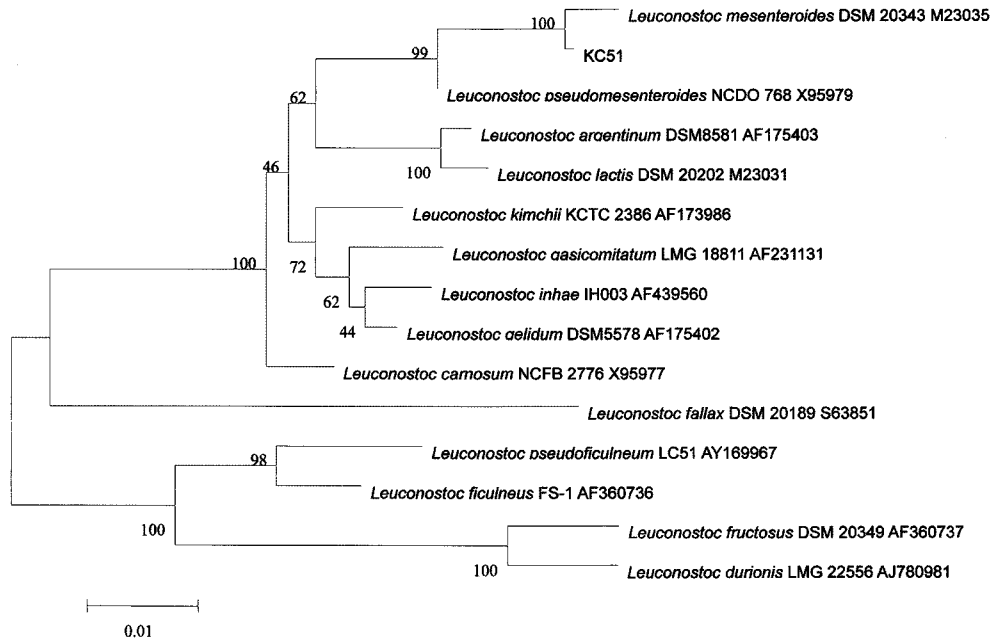 Leuconostoc mesenteroides DSM 20343 M23035
100
KC51
99
Leuconostoc pseudomesenteroides NCDO 768 X95979
62
Leuconostoc argentinum DSM8581 AF175403
100
Leuconostoc lactis DSM 20202 M23031
46
Leuconostoc kimchii KCTC 2386 AF173986
Leuconostoc gasicomitatum LMG 18811 AF231131
100
72
Leuconostoc inhae IH003 AF439560
62
44
Leuconostoc gelidum DSM5578 AF175402
Leuconostoc carnosum NCFB 2776 X95977
Leuconostoc fallax DSM 20189 S63851
Leuconostoc pseudoficulneum LC51 AY169967
98
Leuconostoc ficulneus FS-1 AF360736
100
Leuconostoc fructosus DSM 20349 AF360737
100
Leuconostoc durionis LMG 22556 AJ780981
0.01